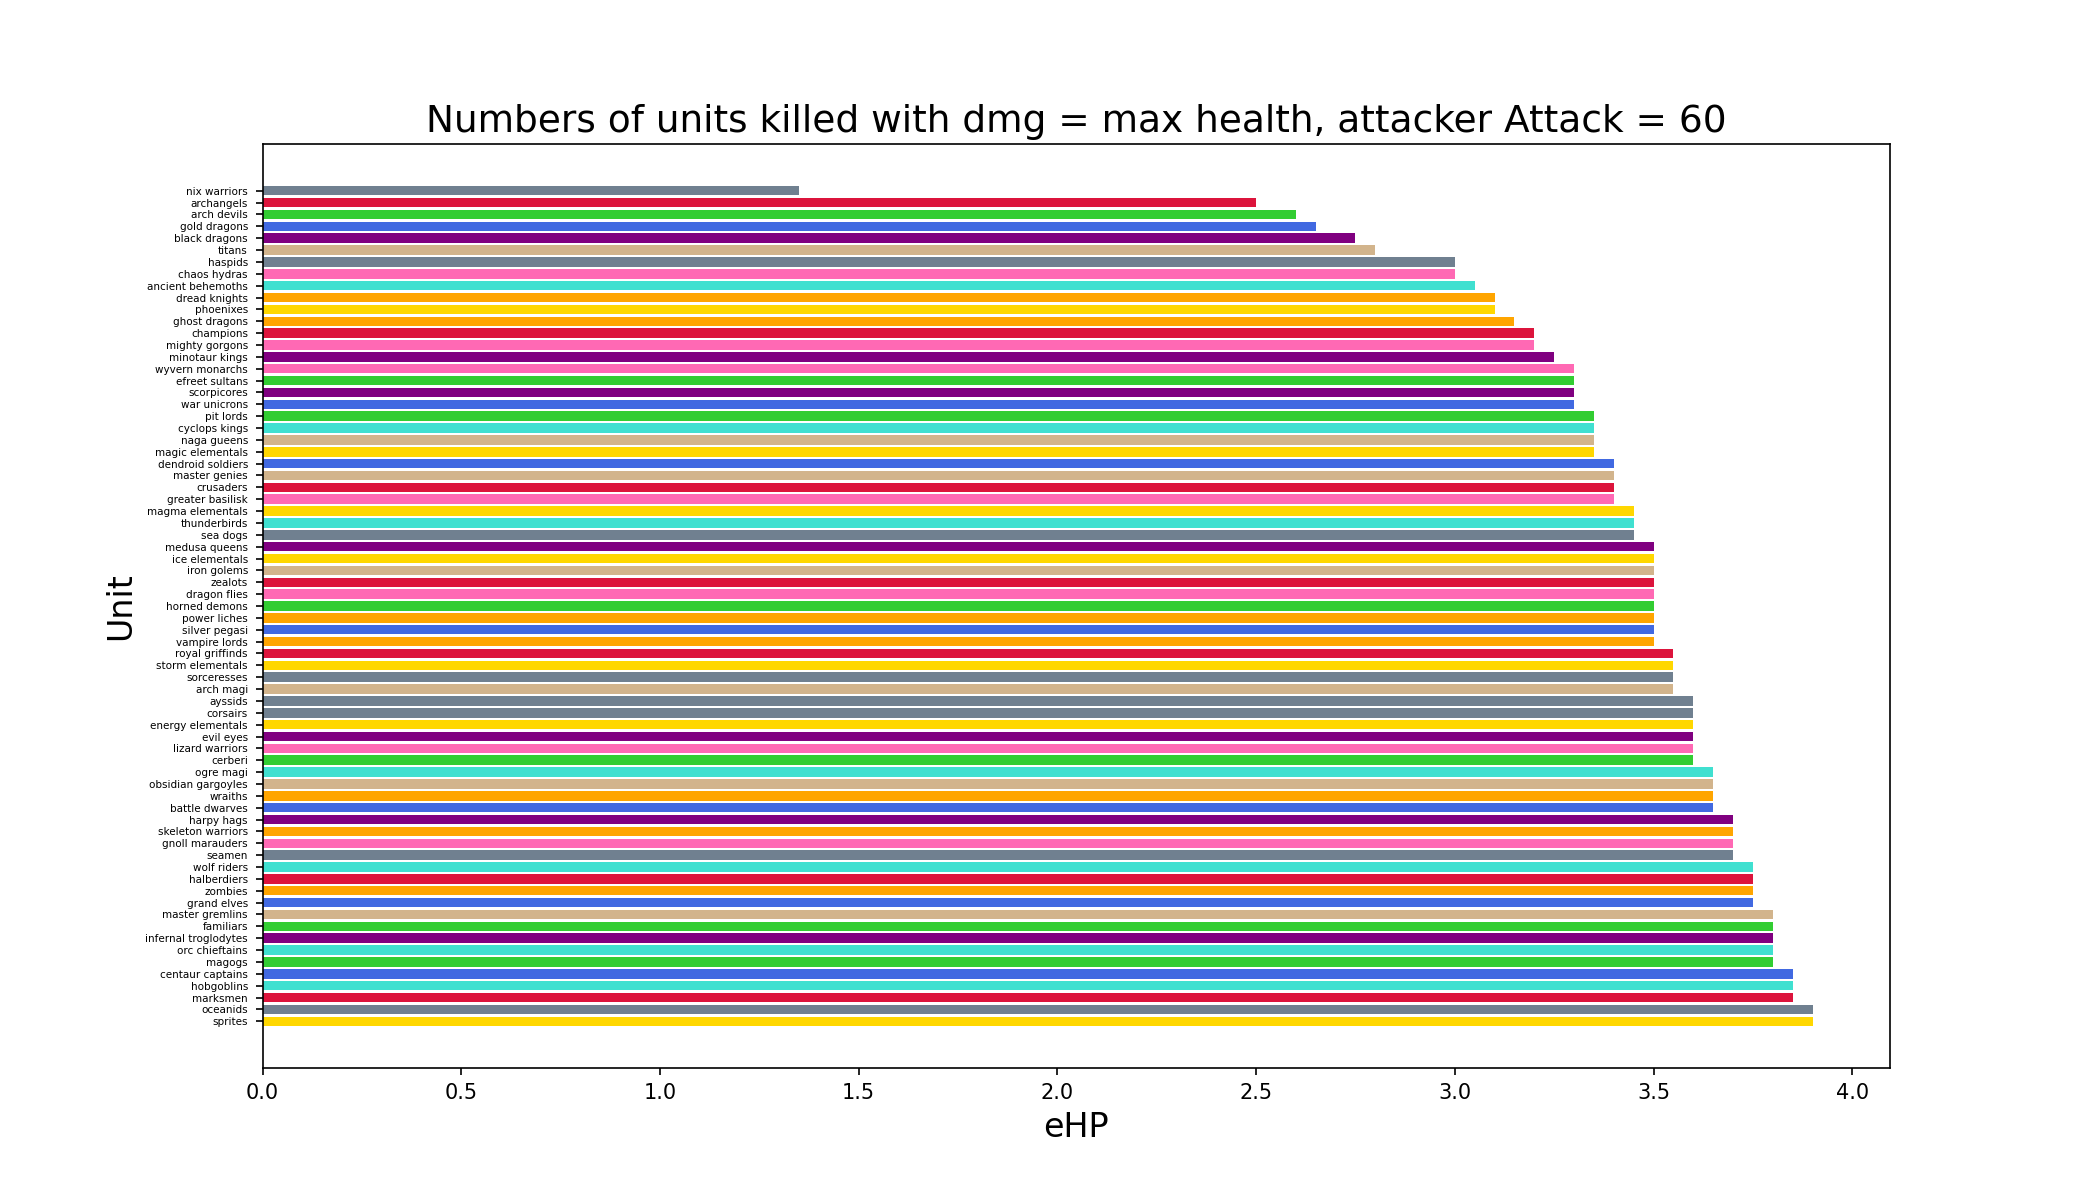 Numbers of units killed with dmg = max health, attacker Attack = 60
nix warriors
archangels
arch devils
gold dragons
black dragons
titans
haspids
chaos hydras
ancient behemoths
dread knights
phoenixes
ghost dragons
champions
mighty gorgons
minotaur kings
wyvern monarchs
efreet sultans
scorpicores
war unicrons
pit lords
cyclops kings
naga queens
magic elementals
dendroid soldiers
master genies
crusaders
greater basilisk
magma elementals
thunderbirds
sea dogs
medusa queens
ice elementals
iron golems
zealots
dragon flies
horned demons
power liches
silver pegasi
vampire lords
royal griffinds
storm elementals
sorceresses
arch magi
ayssids
corsairs
energy elementals
evil eyes
lizard warriors
cerberi
ogre magi
obsidian gargoyles
wraiths
battle dwarves
harpy hags
skeleton warriors
gnoll marauders
seamen
wolf riders
halberdiers
zombies
grand elves
master gremlins
familiars
infernal troglodytes
orc chieftains
magogs
centaur captains
hobgoblins
marksmen
oceanids
sprites
Unit
0.0 0.5 1.0 1.5 2.0 2.5 3.0 3.5 4.0
eHP